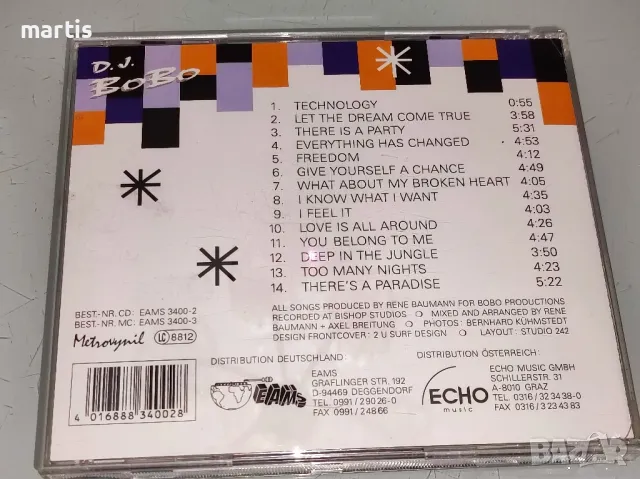 martis
D.J.
BoBo
1. TECHNOLOGY 0:55
2. LET THE DREAM COME TRUE 3:58
3. THERE IS A PARTY 5:31
4. EVERYTHING HAS CHANGED 4:53
5. FREEDOM 4:12
6. GIVE YOURSELF A CHANCE 4:49
7. WHAT ABOUT MY BROKEN HEART 4:05
8. I KNOW WHAT I WANT 4:35
9. I FEEL IT 4:03
10. LOVE IS ALL AROUND 4:26
11. YOU BELONG TO ME 4:47
12. DEEP IN THE JUNGLE 3:50
13. TOO MANY NIGHTS 4:23
14. THERE'S A PARADISE 5:22
ALL SONGS PRODUCED BY RENE BAUMANN FOR BOBO PRODUCTIONS
RECORDED AT BISHOP STUDIOS • MIXED AND ARRANGED BY RENE
BAUMANN + AXEL BREITUNG • PHOTOS : BERNHARD KÜHMSTEDT
DESIGN FRONTCOVER : 2 U SURF DESIGN • LAYOUT : STUDIO 242
BEST.-NR. CD: EAMS 3400-2
BEST.-NR. MC: EAMS 3400-3
Metrovynil LC 8812
DISTRIBUTION DEUTSCHLAND:
EAMS
EAMS
GRAFLINGER STR. 192
D-94469 DEGGENDORF
TEL. 0991 / 290 26-0
FAX 0991 / 248 66
DISTRIBUTION ÖSTERREICH:
ECHO
music
ECHO MUSIC GMBH
SCHILLERSTR. 31
A-8010 GRAZ
TEL. 0316 / 32 34 38-0
FAX 0316 / 3 23 43 83
4 016888 340028
BAZAR